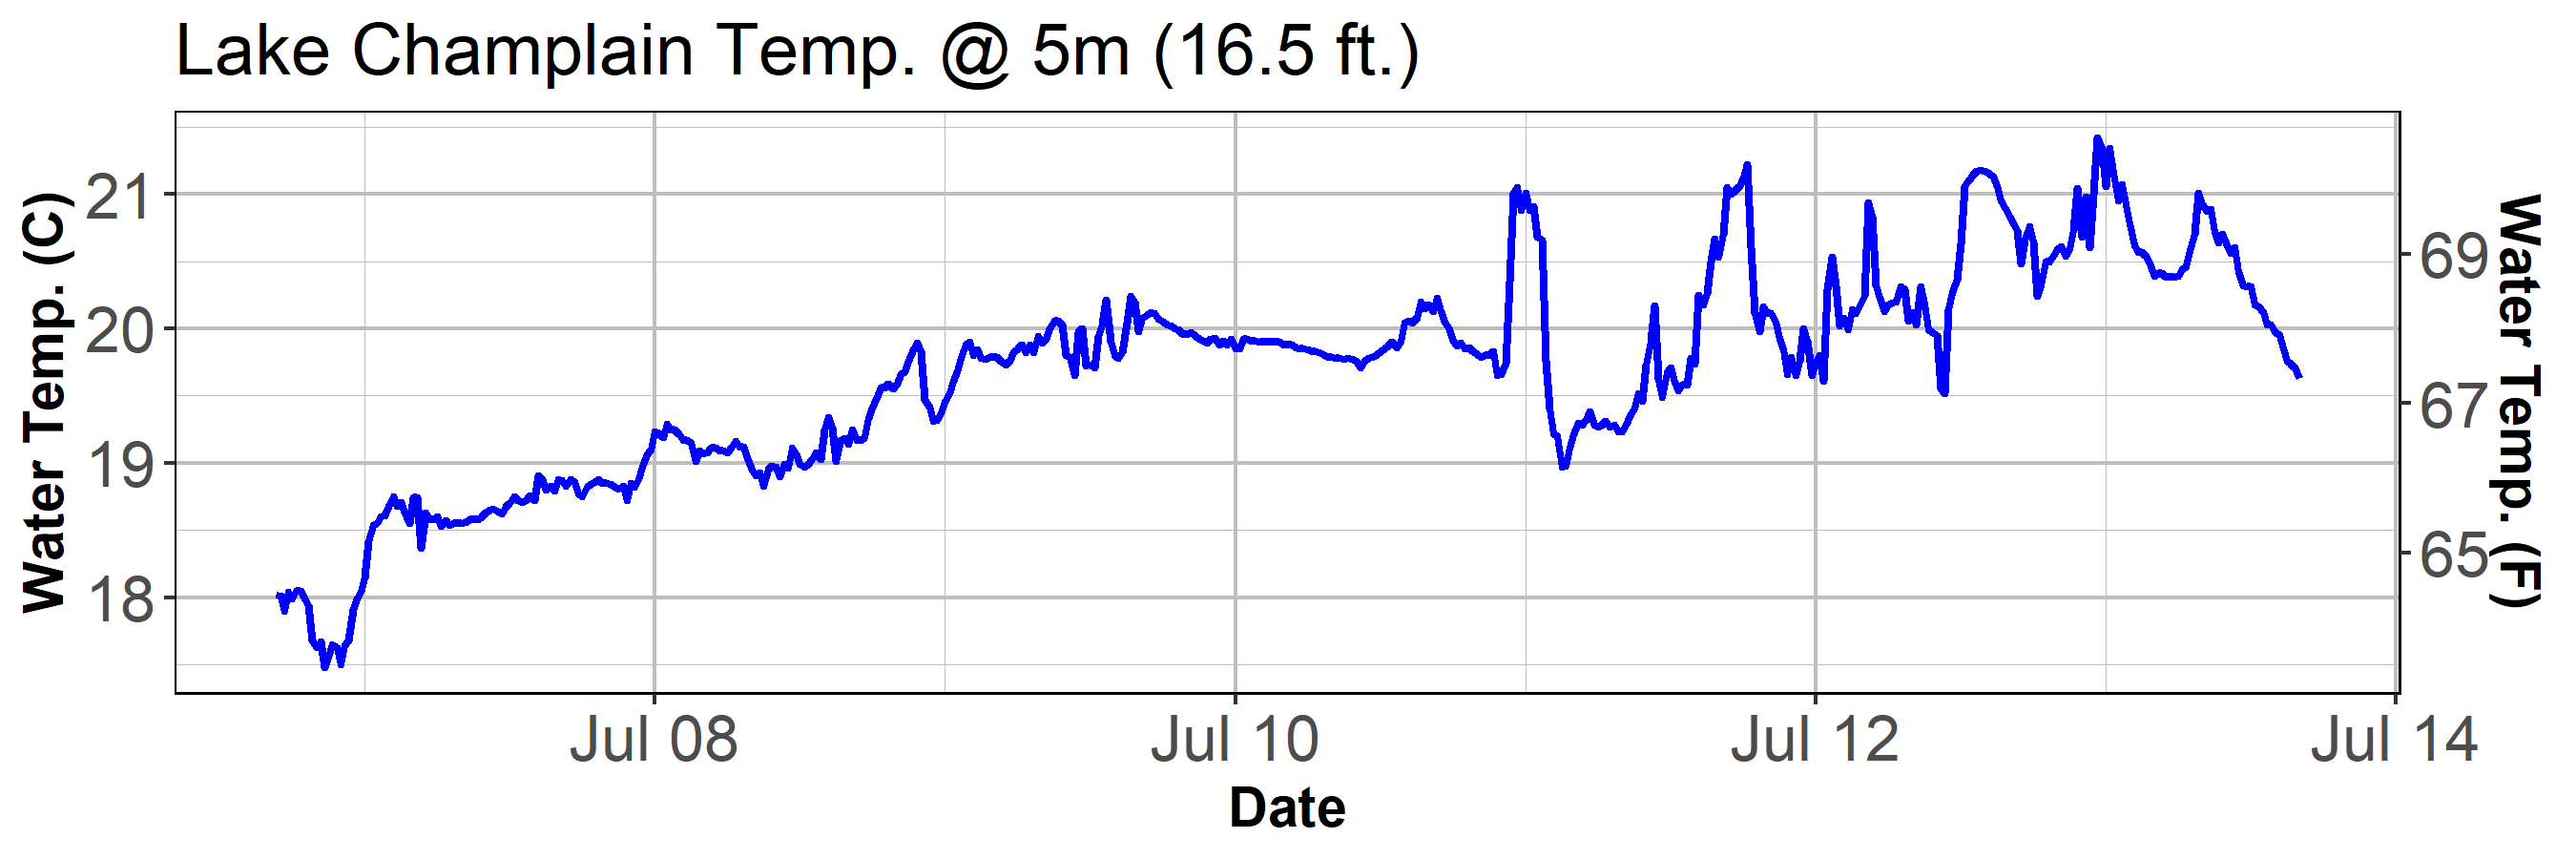 Lake Champlain Temp. @ 5m (16.5 ft.)
Water Temp. (C)
21
20
19
18
69
67
65
Water Temp. (F)
Jul 08
Jul 10
Jul 12
Jul 14
Date